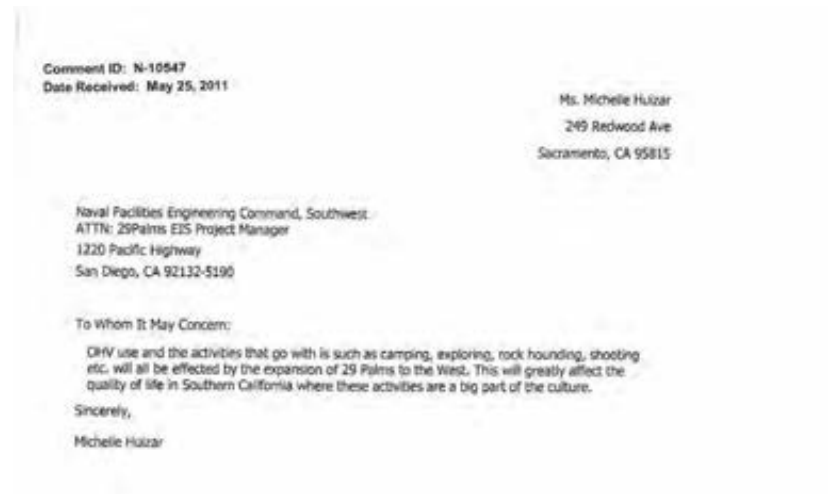 Comment ID: N-10547
Date Received: May 25, 2011
Ms. Michelle Huizar
249 Redwood Ave
Sacramento, CA 95815
Naval Facilities Engineering Command, Southwest
ATTN: 29Palms EIS Project Manager
1220 Pacific Highway
San Diego, CA 92132-5190
To Whom It May Concern:
OHV use and the activities that go with is such as camping, exploring, rock hounding, shooting
etc. will all be effected by the expansion of 29 Palms to the West. This will greatly affect the
quality of life in Southern California where these activities are a big part of the culture.
Sincerely,
Michelle Huizar